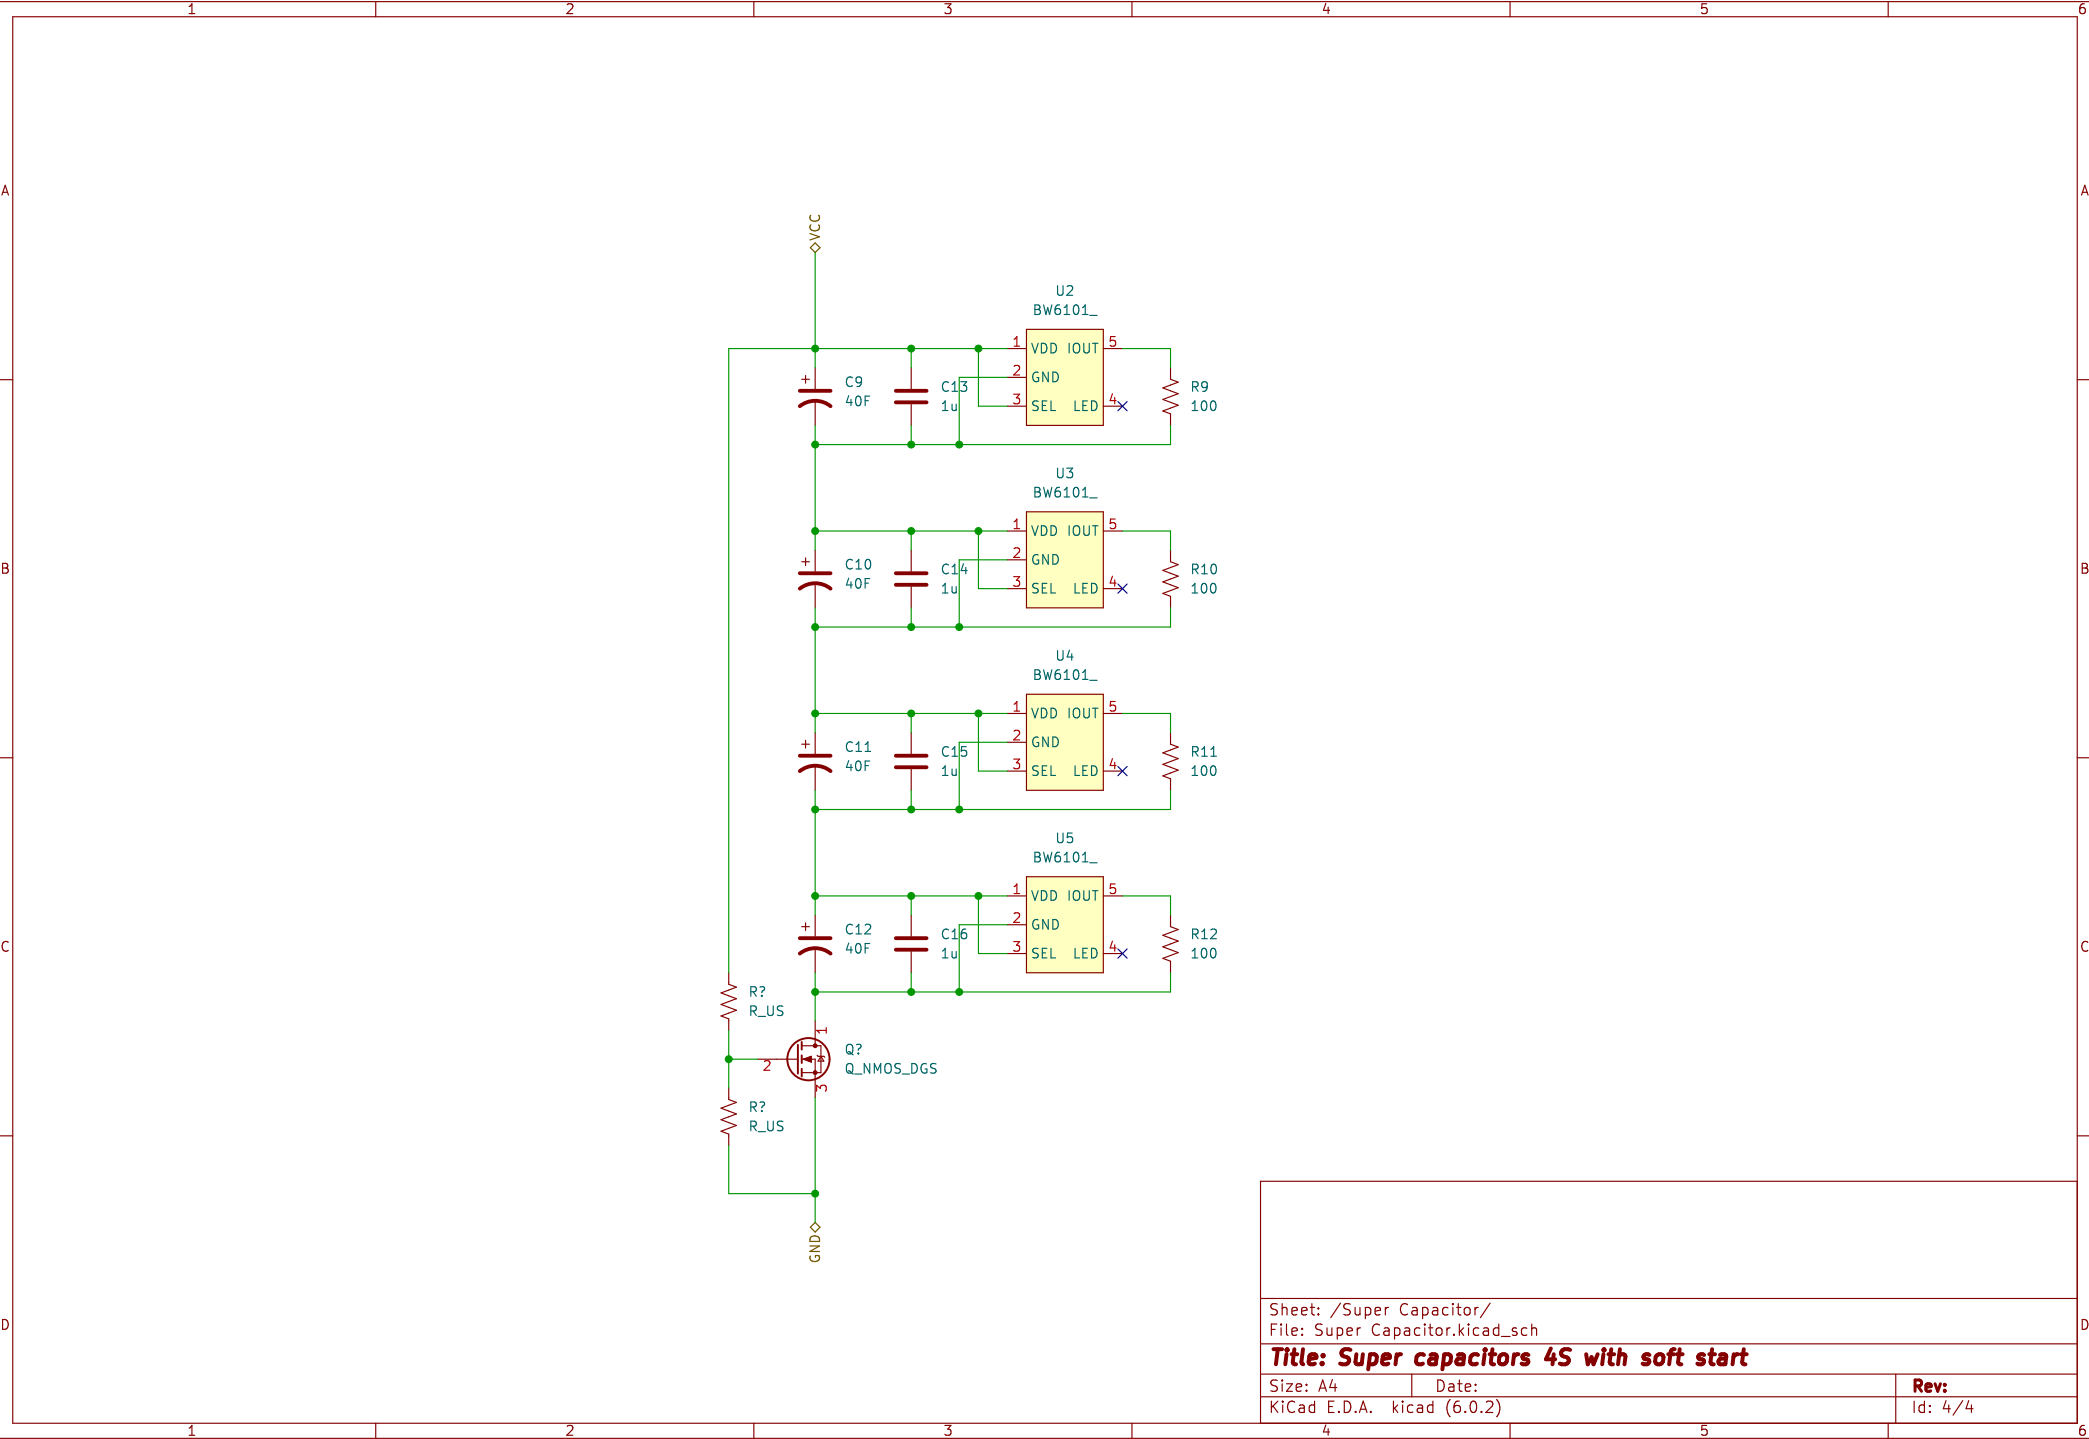 1 2 3 4 5 6
A A
VCC
U2
BW6101_
1 VDD IOUT 5
2 GND
3 SEL LED 4
+ C9
40F
C13
1u
R9
100
U3
BW6101_
1 VDD IOUT 5
2 GND
3 SEL LED 4
B B
+ C10
40F
C14
1u
R10
100
U4
BW6101_
1 VDD IOUT 5
2 GND
3 SEL LED 4
+ C11
40F
C15
1u
R11
100
U5
BW6101_
1 VDD IOUT 5
2 GND
3 SEL LED 4
C C
+ C12
40F
C16
1u
R12
100
R?
R_US
1
2
3
Q?
Q_NMOS_DGS
R?
R_US
GND
D D
Sheet: /Super Capacitor/
File: Super Capacitor.kicad_sch
Title: Super capacitors 4S with soft start
Size: A4 Date: Rev:
KiCad E.D.A. kicad (6.0.2) Id: 4/4
1 2 3 4 5 6